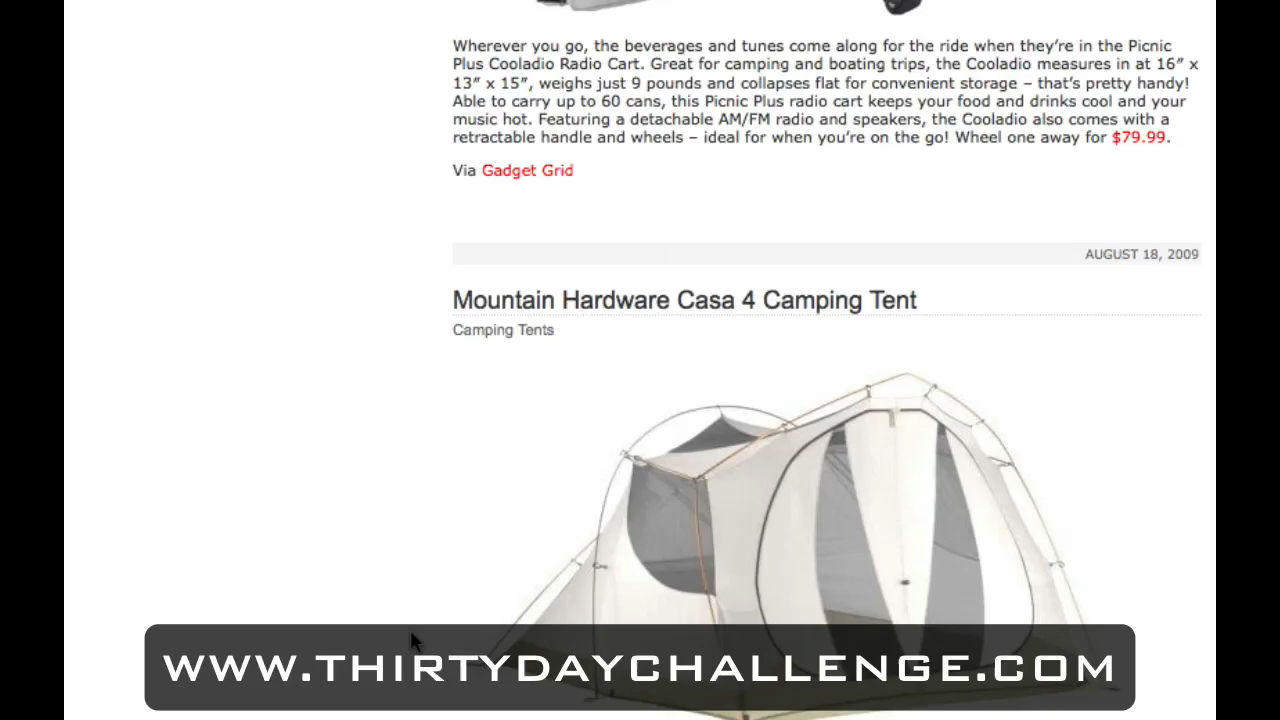 Wherever you go, the beverages and tunes come along for the ride when they're in the Picnic
Plus Cooladio Radio Cart. Great for camping and boating trips, the Cooladio measures in at 16″ x
13″ x 15″, weighs just 9 pounds and collapses flat for convenient storage – that's pretty handy!
Able to carry up to 60 cans, this Picnic Plus radio cart keeps your food and drinks cool and your
music hot. Featuring a detachable AM/FM radio and speakers, the Cooladio also comes with a
retractable handle and wheels – ideal for when you're on the go! Wheel one away for $79.99.
Via Gadget Grid
AUGUST 18, 2009
Mountain Hardware Casa 4 Camping Tent
Camping Tents
WWW.THIRTYDAYCHALLENGE.COM